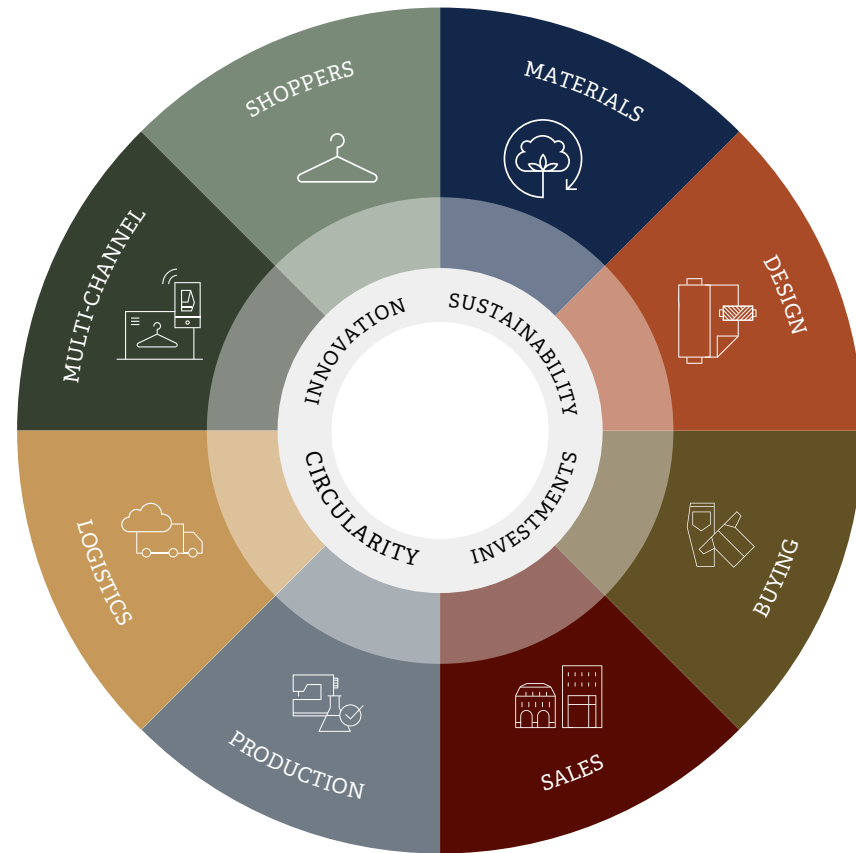 SHOPPERS
MATERIALS
DESIGN
BUYING
SALES
PRODUCTION
LOGISTICS
MULTI-CHANNEL
INNOVATION
SUSTAINABILITY
INVESTMENTS
CIRCULARITY